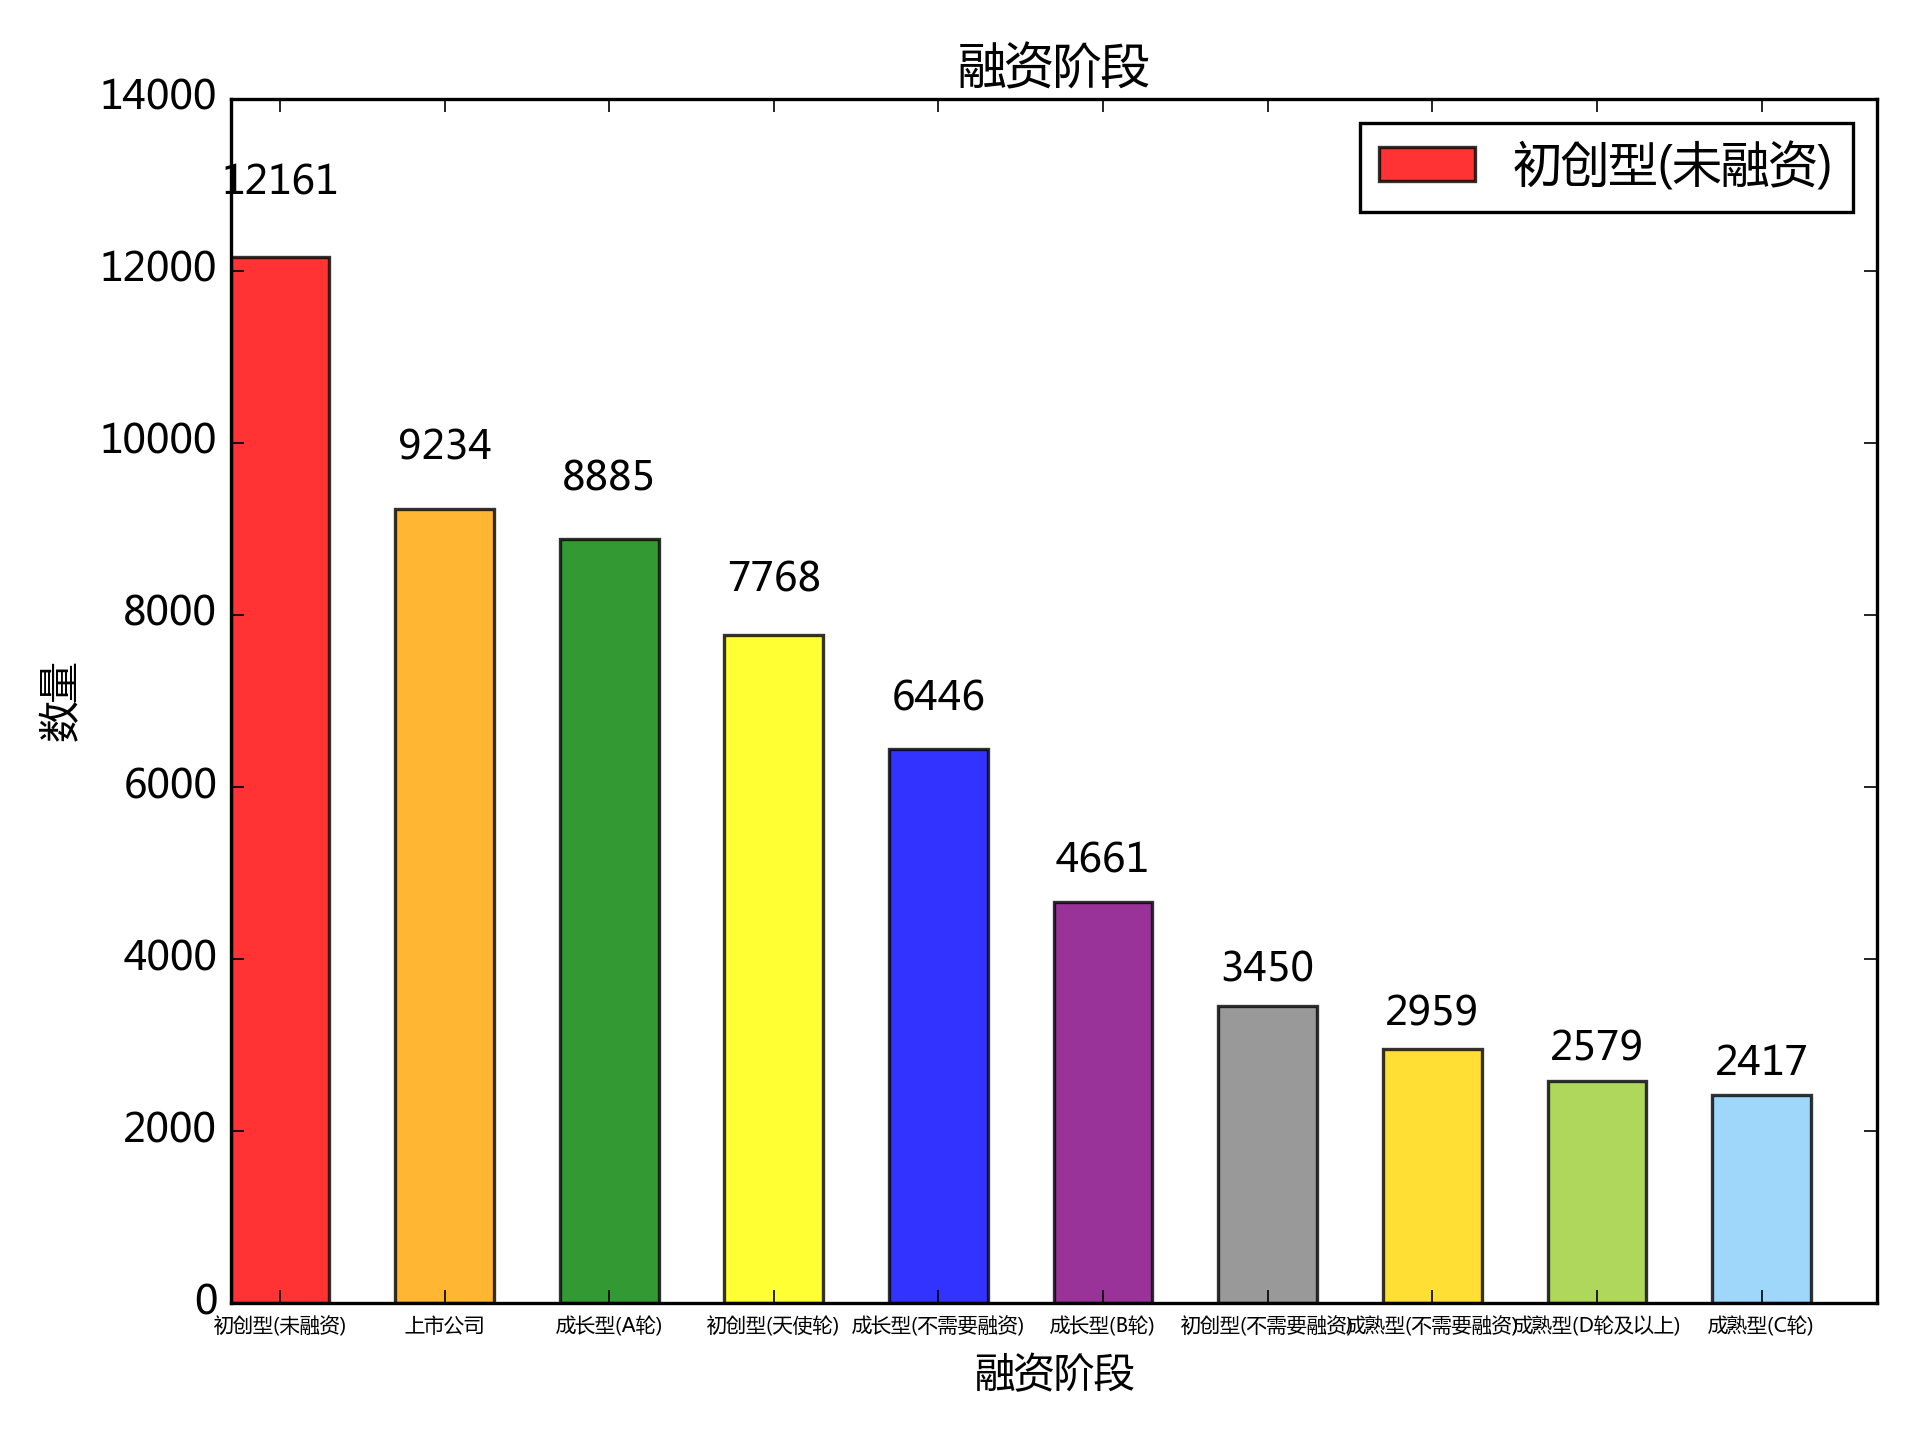 融资阶段
14000
12000
10000
8000
6000
4000
2000
0
数量
初创型(未融资)
12161
9234
8885
7768
6446
4661
3450
2959
2579
2417
初创型(未融资)
上市公司
成长型(A轮)
初创型(天使轮)
成长型(不需要融资)
成长型(B轮)
初创型(不需要融资)
成熟型(不需要融资)
成熟型(D轮及以上)
成熟型(C轮)
融资阶段